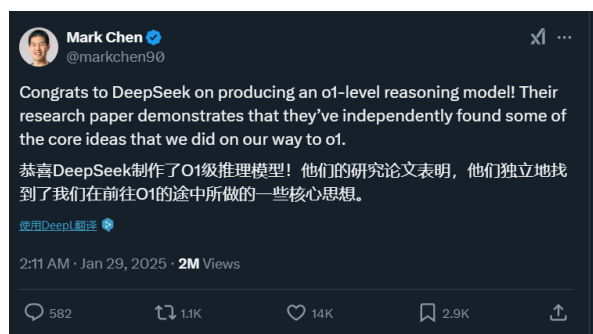 Mark Chen
@markchen90
Congrats to DeepSeek on producing an o1-level reasoning model! Their
research paper demonstrates that they've independently found some of
the core ideas that we did on our way to o1.
恭喜DeepSeek制作了O1级推理模型！他们的研究论文表明，他们独立地找
到了我们在前往O1的途中所做的一些核心思想。
使用DeepL翻译
2:11 AM · Jan 29, 2025 · 2M Views
582 1.1K 14K 2.9K